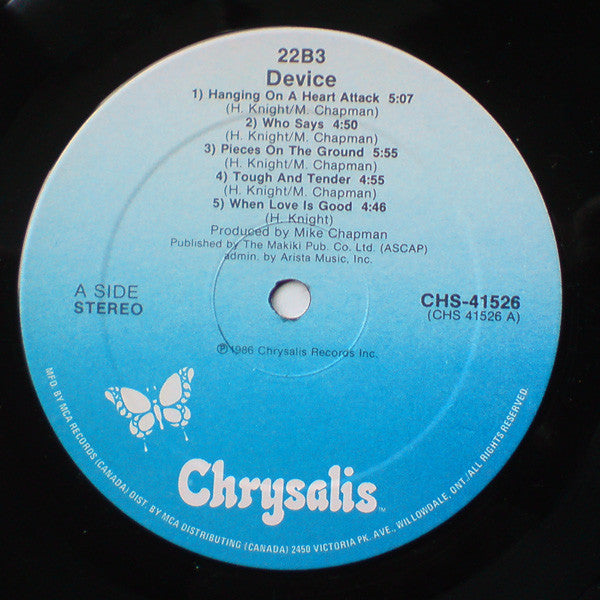 22B3
Device
1) Hanging On A Heart Attack 5:07
(H. Knight/M. Chapman)
2) Who Says 4:50
(H. Knight/M. Chapman)
3) Pieces On The Ground 5:55
(H. Knight/M. Chapman)
4) Tough And Tender 4:55
(H. Knight/M. Chapman)
5) When Love Is Good 4:46
(H. Knight)
Produced by Mike Chapman
Published by The Makiki Pub. Co. Ltd. (ASCAP)
admin. by Arista Music, Inc.
A SIDE
STEREO
CHS-41526
(CHS 41526 A)
℗1986 Chrysalis Records Inc.
Chrysalis™
MFD. BY MCA RECORDS (CANADA) DIST. BY MCA DISTRIBUTING (CANADA) 2450 VICTORIA PK. AVE., WILLOWDALE, ONT./ALL RIGHTS RESERVED.